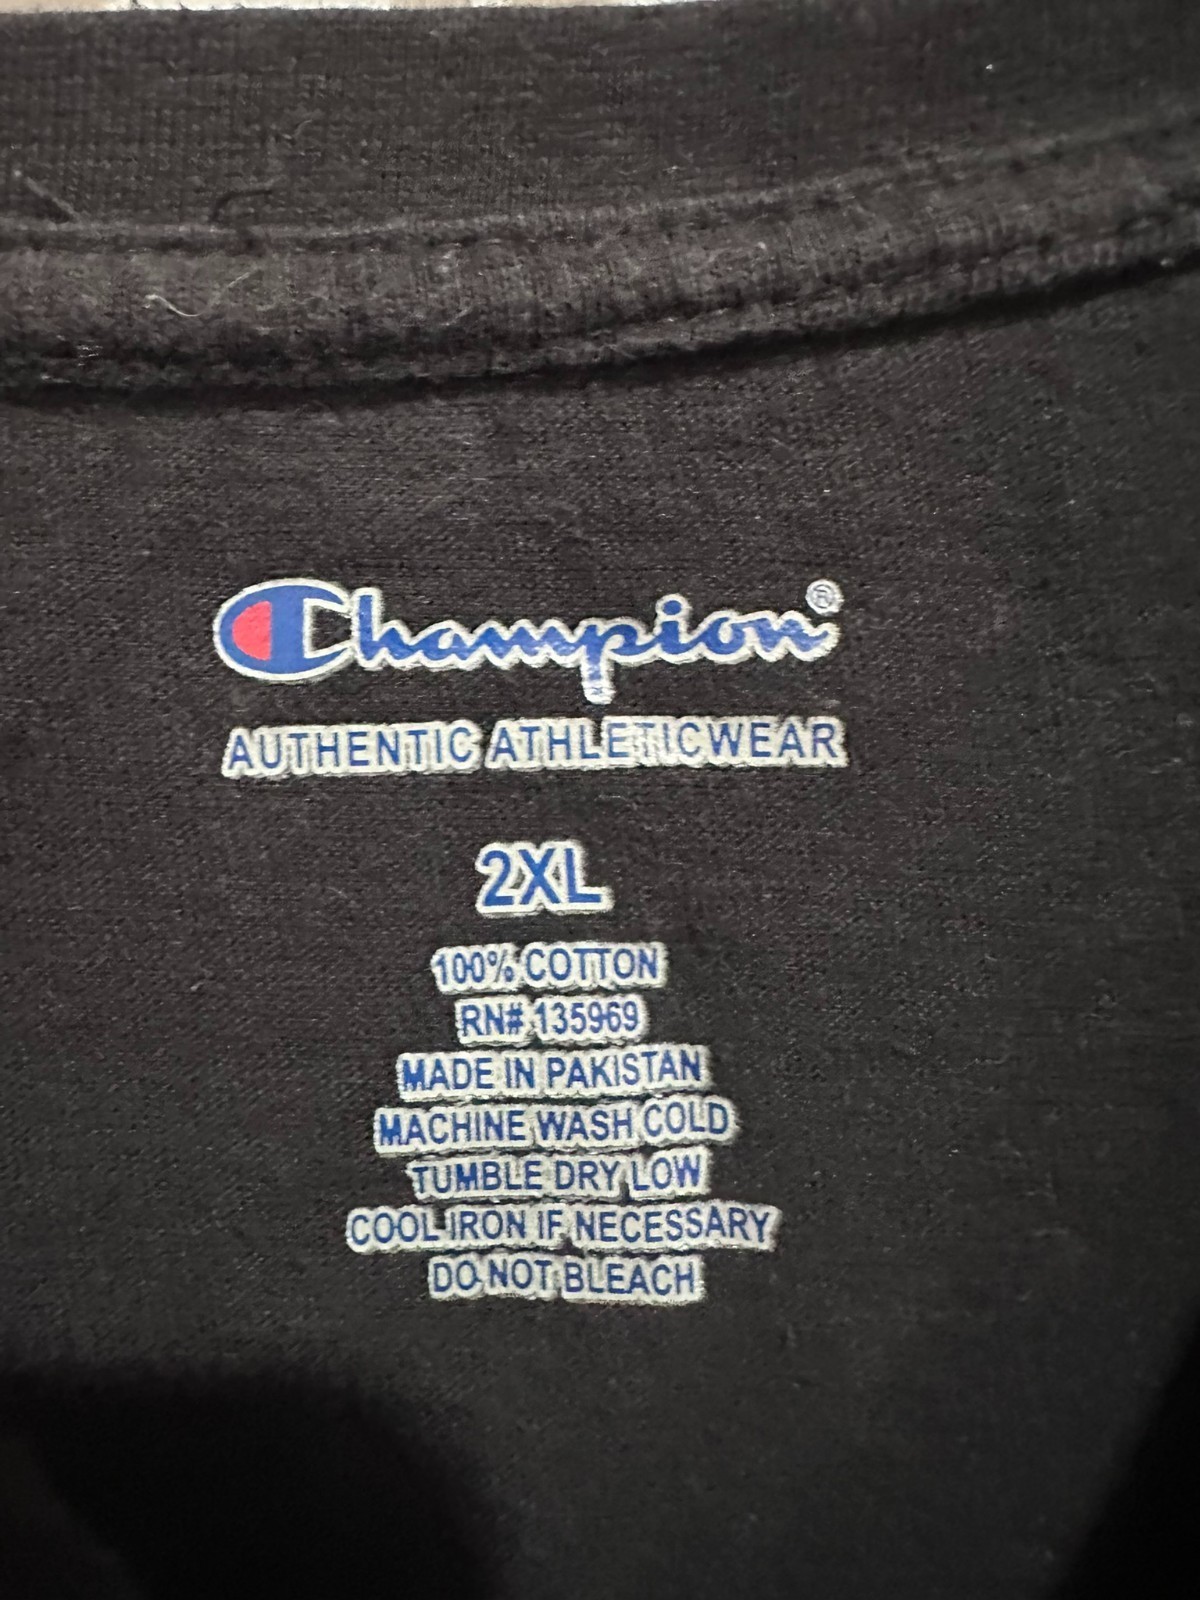 Champion®
AUTHENTIC ATHLETICWEAR
2XL
100% COTTON
RN# 135969
MADE IN PAKISTAN
MACHINE WASH COLD
TUMBLE DRY LOW
COOL IRON IF NECESSARY
DO NOT BLEACH